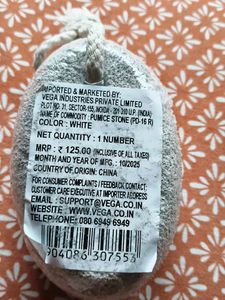 IMPORTED & MARKETED BY:
VEGA INDUSTRIES PRIVATE LIMITED
PLOT NO. 31, SECTOR-155, NOIDA - 201 310 U.P. (INDIA)
NAME OF COMMODITY : PUMICE STONE (PD-16 R)
COLOR : WHITE
NET QUANTITY : 1 NUMBER
MRP : ₹ 125.00 (INCLUSIVE OF ALL TAXES)
MONTH AND YEAR OF MFG. : 10/2025
COUNTRY OF ORIGIN: CHINA
FOR CONSUMER COMPLAINTS / FEEDBACK CONTACT:
CUSTOMER CARE EXECUTIVE AT IMPORTER ADDRESS
EMAIL : SUPPORT@VEGA.CO.IN
WEBSITE : WWW.VEGA.CO.IN
TELEPHONE: 080 6949 6949
904086 307553